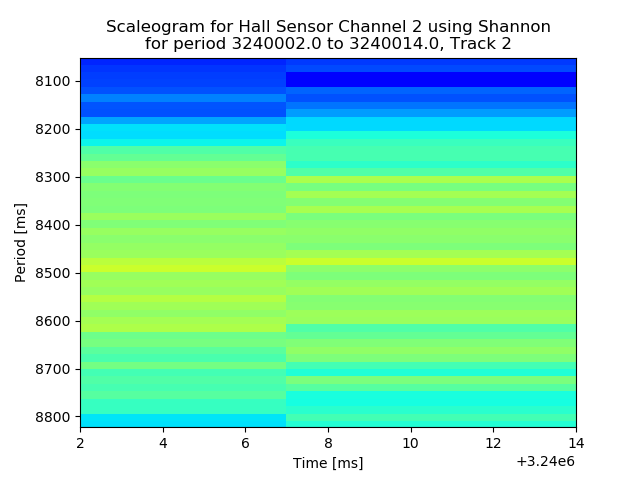 Scaleogram for Hall Sensor Channel 2 using Shannon
for period 3240002.0 to 3240014.0, Track 2
Period [ms]
8100
8200
8300
8400
8500
8600
8700
8800
2 4 6 8 10 12 14
Time [ms]
+3.24e6